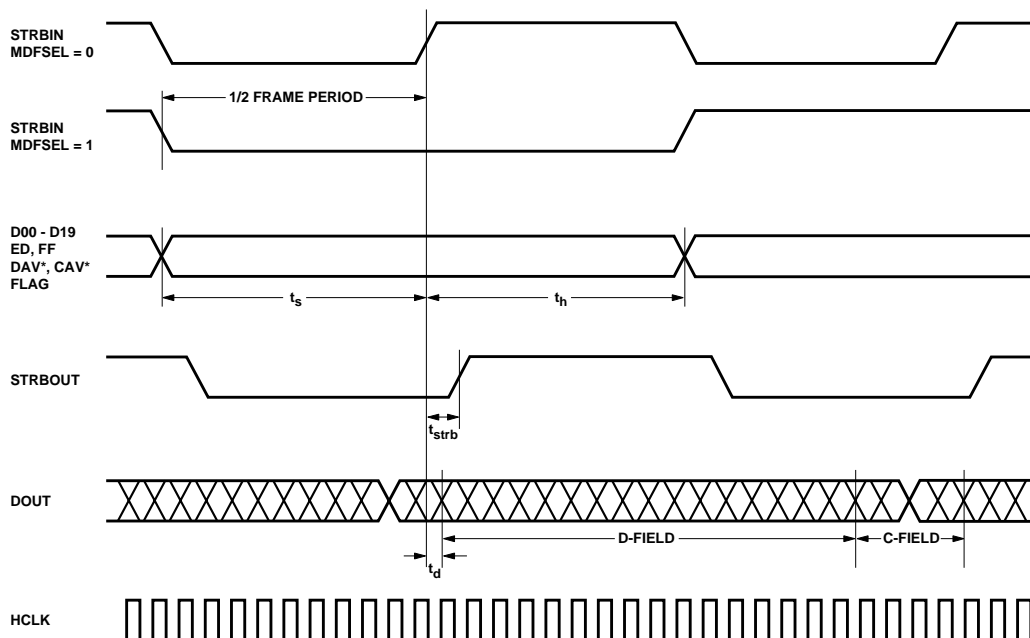 STRBIN
MDFSEL = 0
1/2 FRAME PERIOD
STRBIN
MDFSEL = 1
D00 - D19
ED, FF
DAV*, CAV*
FLAG
ts
th
STRBOUT
tstrb
DOUT
D-FIELD
C-FIELD
td
HCLK